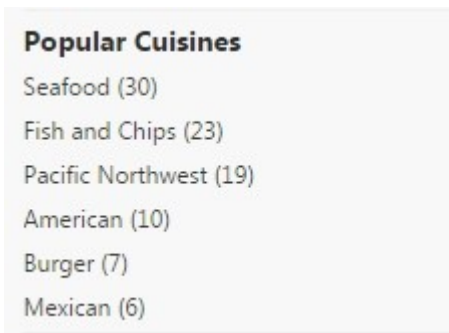 Popular Cuisines
Seafood (30)
Fish and Chips (23)
Pacific Northwest (19)
American (10)
Burger (7)
Mexican (6)